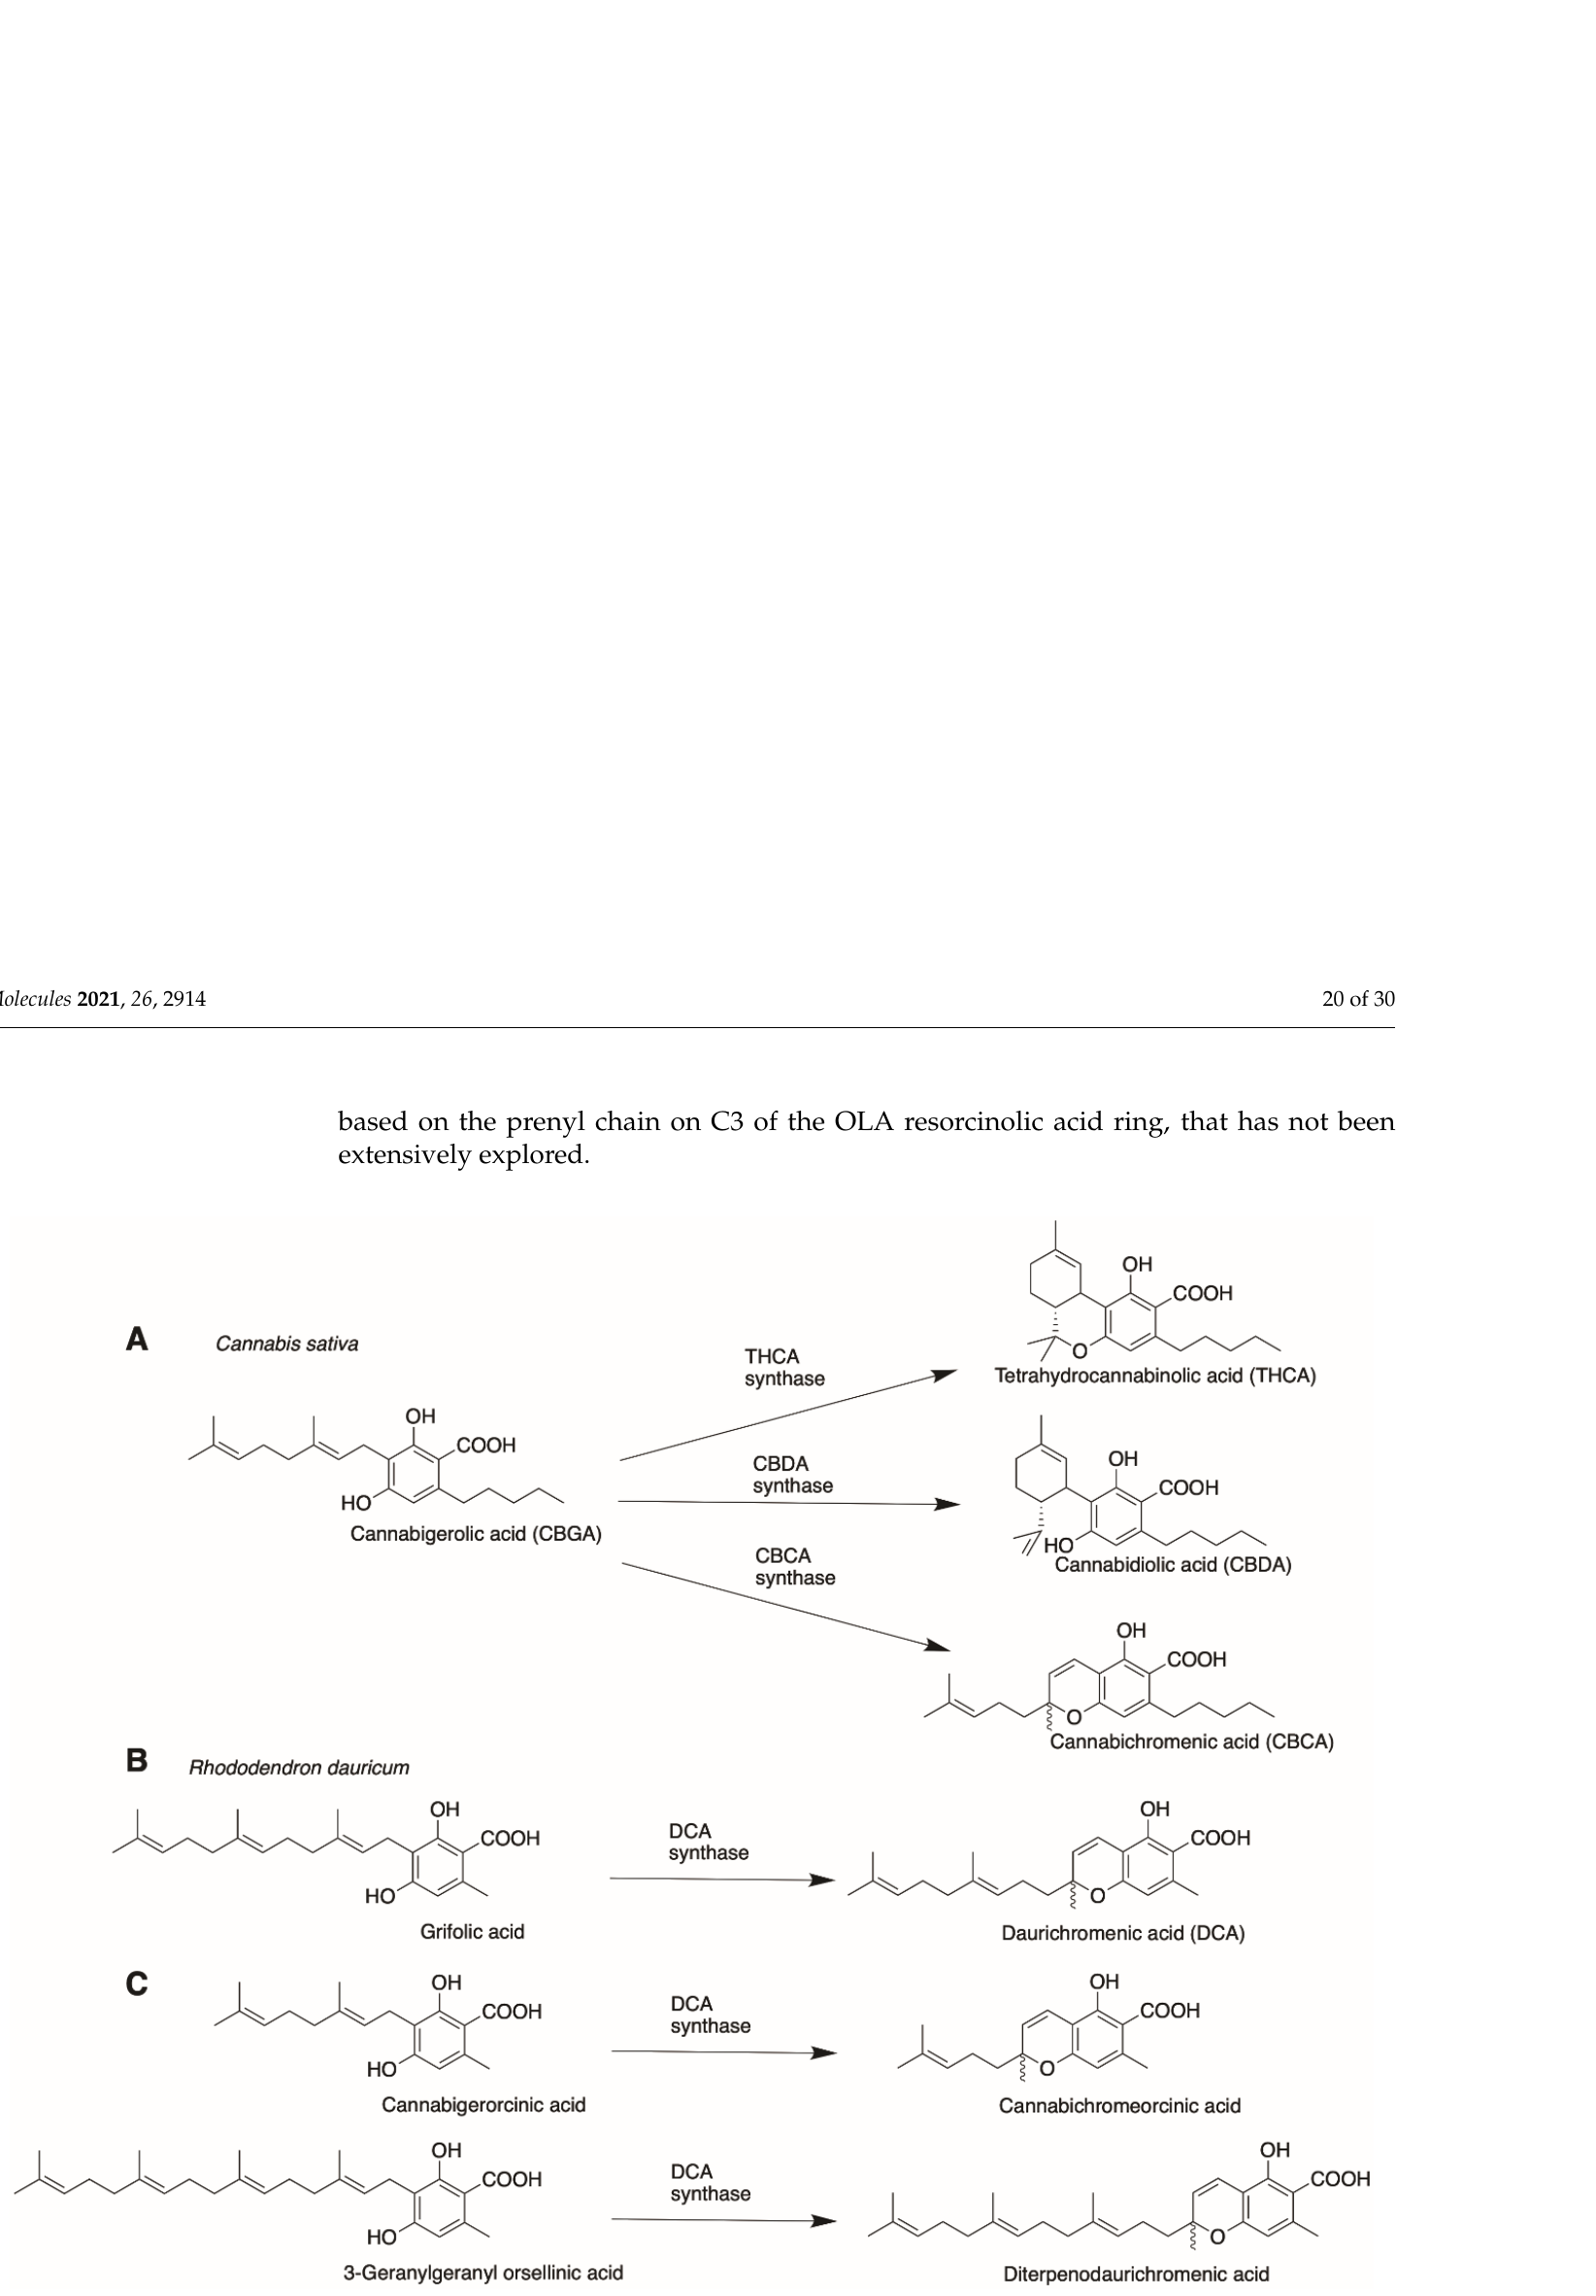 Molecules 2021, 26, 2914
20 of 30
based on the prenyl chain on C3 of the OLA resorcinolic acid ring, that has not been
extensively explored.
OH
COOH
O
Tetrahydrocannabinolic acid (THCA)
A
Cannabis sativa
THCA
synthase
OH
COOH
HO
Cannabigerolic acid (CBGA)
CBDA
synthase
OH
COOH
HO
Cannabidiolic acid (CBDA)
CBCA
synthase
OH
COOH
O
Cannabichromenic acid (CBCA)
B
Rhododendron dauricum
OH
COOH
HO
Grifolic acid
DCA
synthase
OH
COOH
O
Daurichromenic acid (DCA)
C
OH
COOH
HO
Cannabigerorcinic acid
DCA
synthase
OH
COOH
O
Cannabichromeorcinic acid
OH
COOH
HO
3-Geranylgeranyl orsellinic acid
DCA
synthase
OH
COOH
O
Diterpenodaurichromenic acid